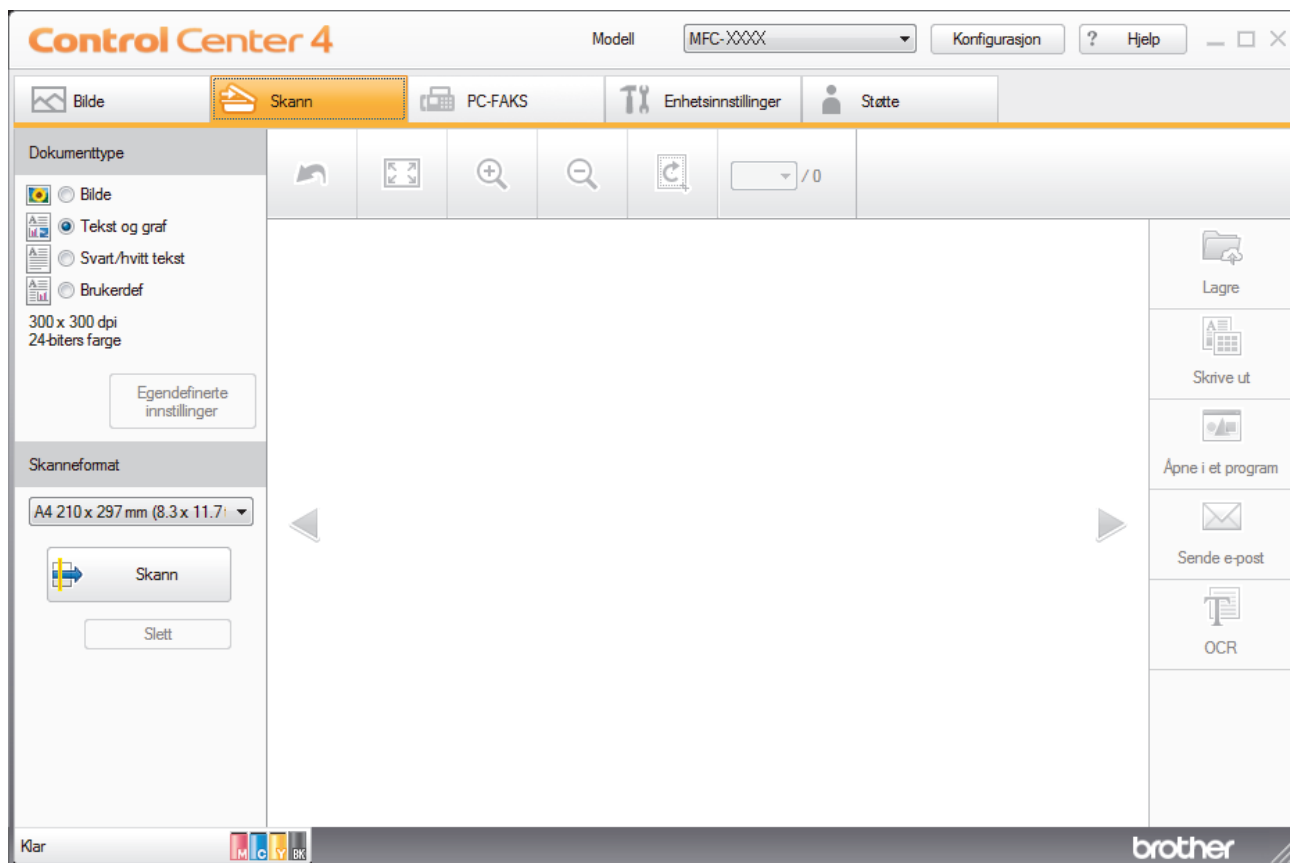 Control Center 4
Modell
MFC-XXXX
Konfigurasjon
? Hjelp
Bilde
Skann
PC-FAKS
Enhetsinnstillinger
Støtte
Dokumenttype
Bilde
Tekst og graf
Svart/hvitt tekst
Brukerdef
300 x 300 dpi
24-biters farge
Egendefinerte
innstillinger
Skanneformat
A4 210 x 297 mm (8.3 x 11.7
Skann
Slett
/ 0
Lagre
Skrive ut
Åpne i et program
Sende e-post
OCR
Klar
M C Y BK
brother